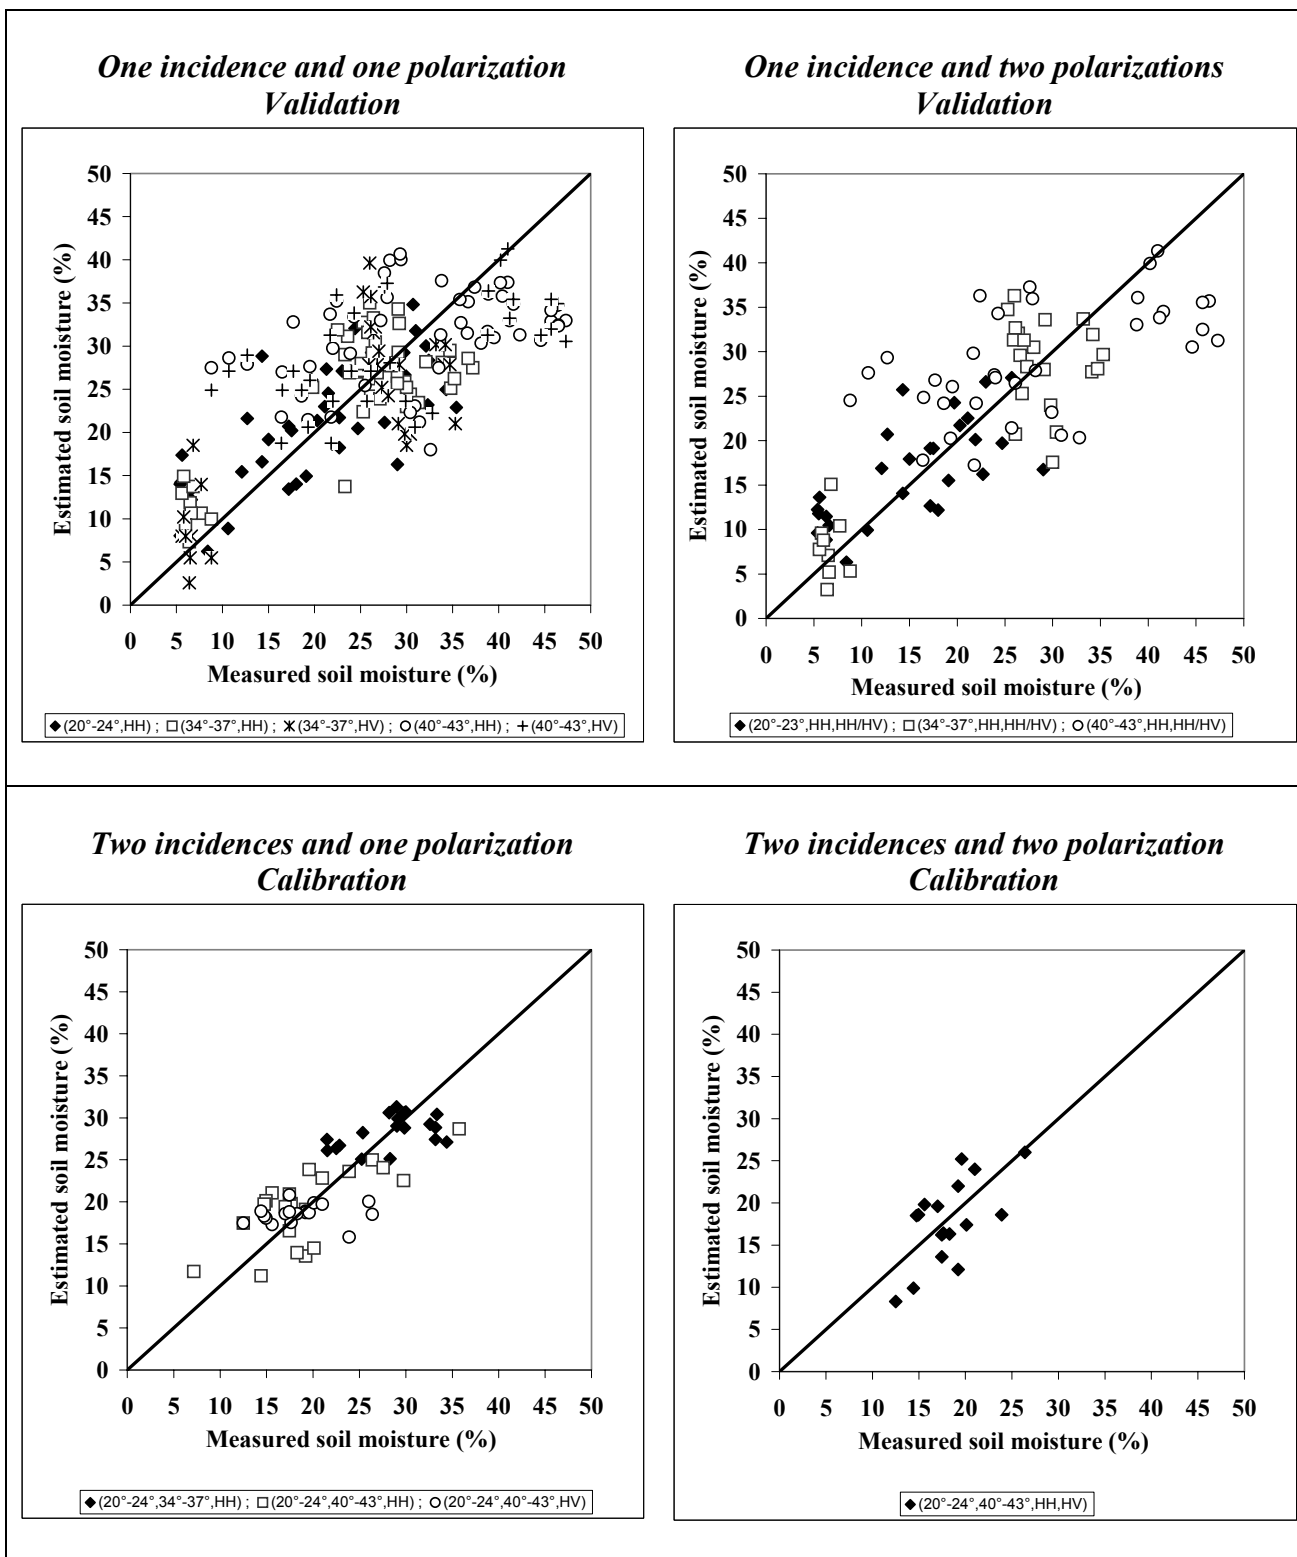 One incidence and one polarization
Validation
50
45
40
35
30
25
20
15
10
5
0
Estimated soil moisture (%)
0 5 10 15 20 25 30 35 40 45 50
Measured soil moisture (%)
(20°-24°,HH) ; (34°-37°,HH) ; (34°-37°,HV) ; (40°-43°,HH) ; (40°-43°,HV)
One incidence and two polarizations
Validation
50
45
40
35
30
25
20
15
10
5
0
Estimated soil moisture (%)
0 5 10 15 20 25 30 35 40 45 50
Measured soil moisture (%)
(20°-23°,HH,HH/HV) ; (34°-37°,HH,HH/HV) ; (40°-43°,HH,HH/HV)
Two incidences and one polarization
Calibration
50
45
40
35
30
25
20
15
10
5
0
Estimated soil moisture (%)
0 5 10 15 20 25 30 35 40 45 50
Measured soil moisture (%)
(20°-24°,34°-37°,HH) ; (20°-24°,40°-43°,HH) ; (20°-24°,40°-43°,HV)
Two incidences and two polarization
Calibration
50
45
40
35
30
25
20
15
10
5
0
Estimated soil moisture (%)
0 5 10 15 20 25 30 35 40 45 50
Measured soil moisture (%)
(20°-24°,40°-43°,HH,HV)